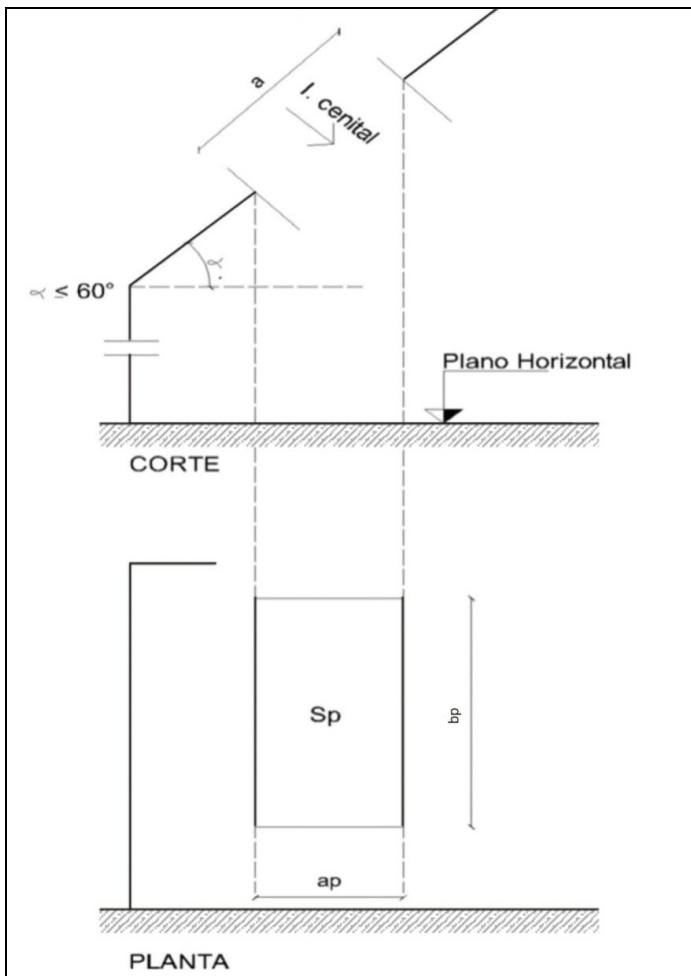 a
I. cenital
α
α ≤ 60°
Plano Horizontal
CORTE
Sp
bp
ap
PLANTA